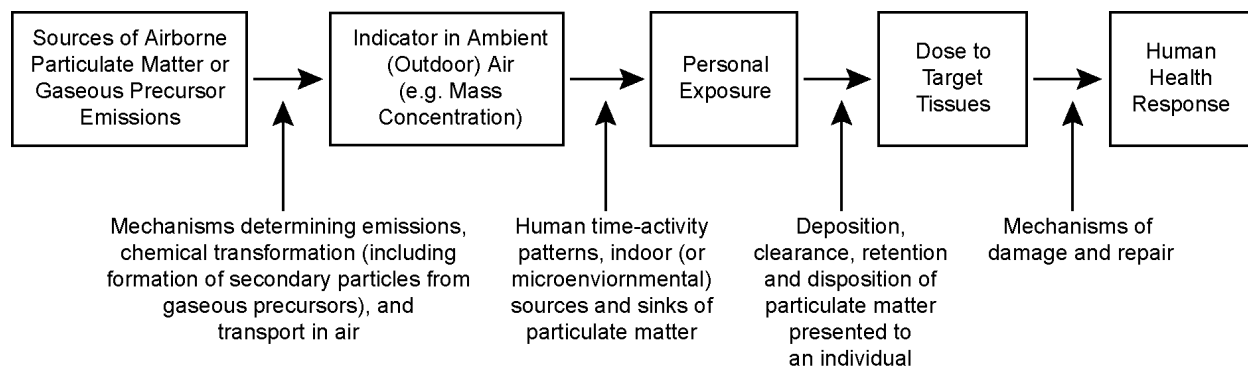 Sources of Airborne
Particulate Matter or
Gaseous Precursor
Emissions
Indicator in Ambient
(Outdoor) Air
(e.g. Mass
Concentration)
Personal
Exposure
Dose to
Target
Tissues
Human
Health
Response
Mechanisms determining emissions,
chemical transformation (including
formation of secondary particles from
gaseous precursors), and
transport in air
Human time-activity
patterns, indoor (or
microenviornmental)
sources and sinks of
particulate matter
Deposition,
clearance, retention
and disposition of
particulate matter
presented to
an individual
Mechanisms of
damage and repair